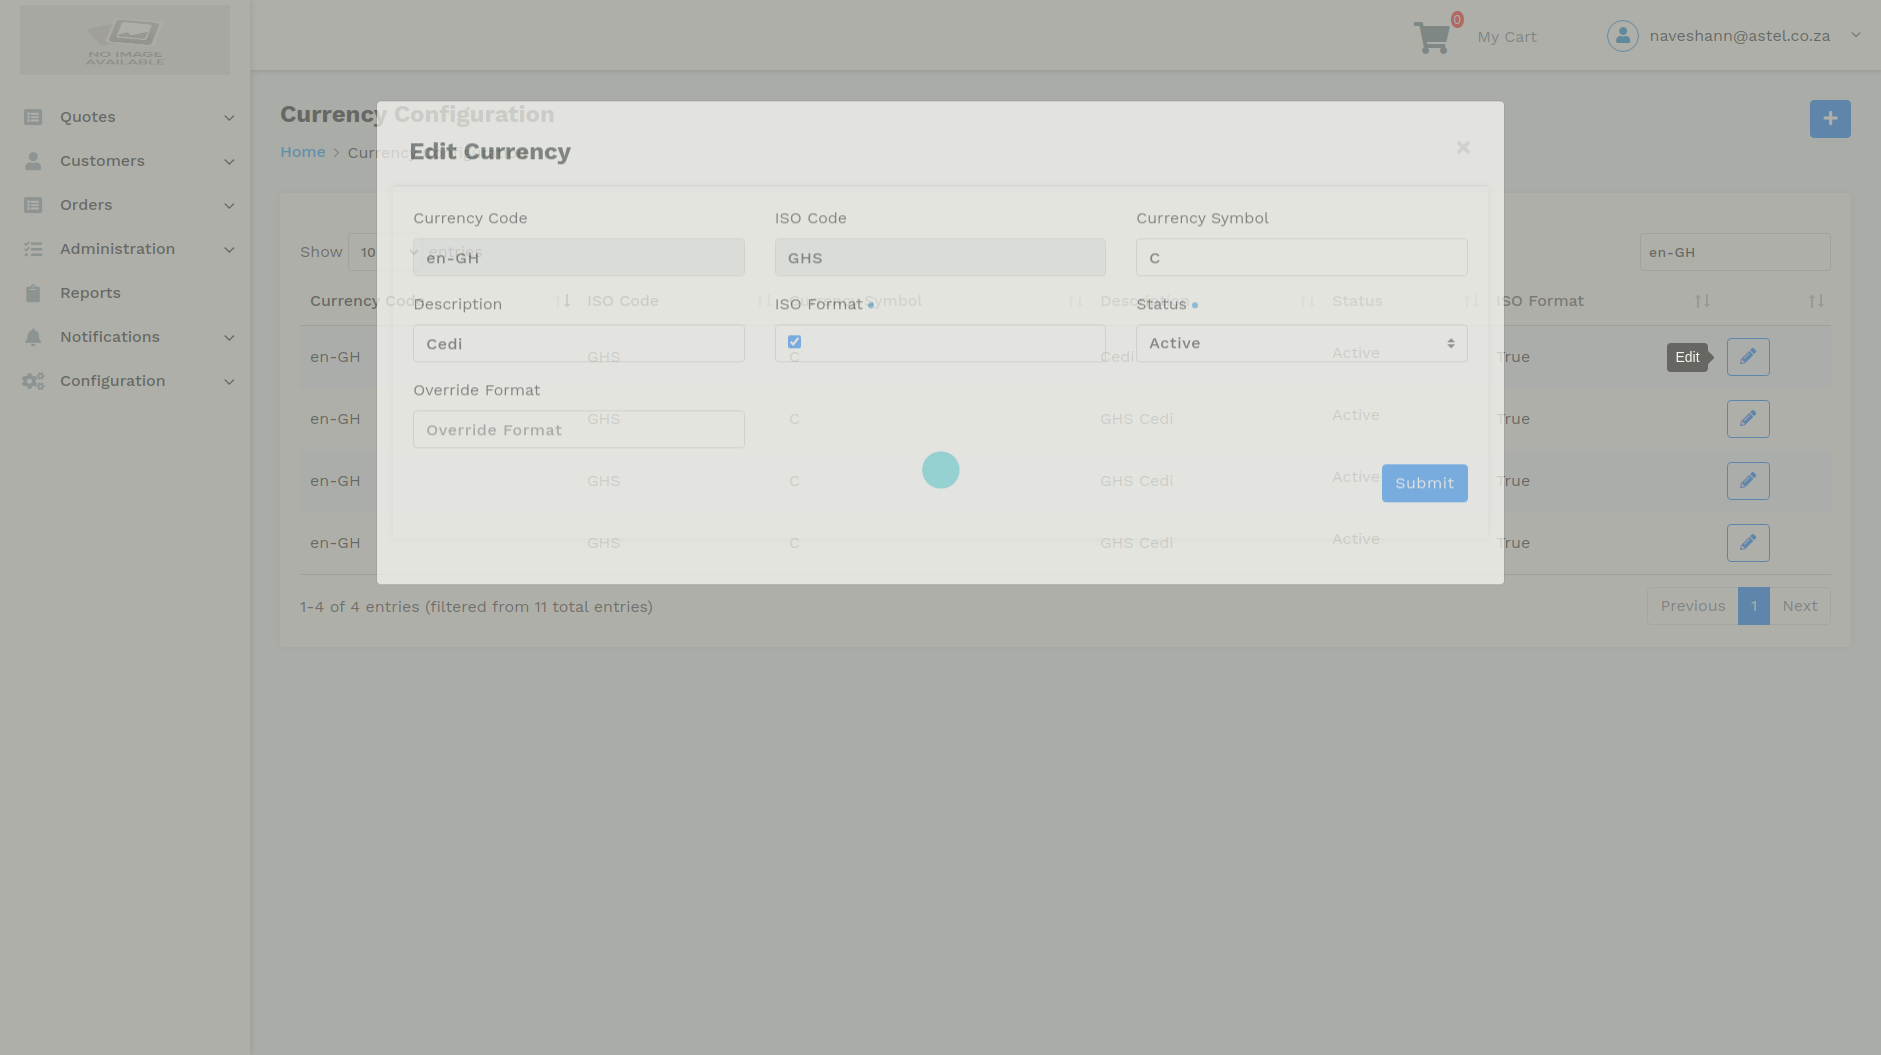 NO IMAGE
AVAILABLE
0
My Cart
naveshann@astel.co.za
Quotes
Customers
Orders
Administration
Reports
Notifications
Configuration
Currency Configuration
Home > Currency Configuration
Edit Currency
×
Currency Code ISO Code Currency Symbol
en-GH GHS C
Description ISO Format Status
Cedi Active
Override Format
Override Format
Submit
Show 10 entries
en-GH
Currency Code ISO Code Currency Symbol Description Status ISO Format
en-GH GHS C Cedi Active True Edit
en-GH GHS C GHS Cedi Active True
en-GH GHS C GHS Cedi Active True
en-GH GHS C GHS Cedi Active True
1-4 of 4 entries (filtered from 11 total entries)
Previous 1 Next